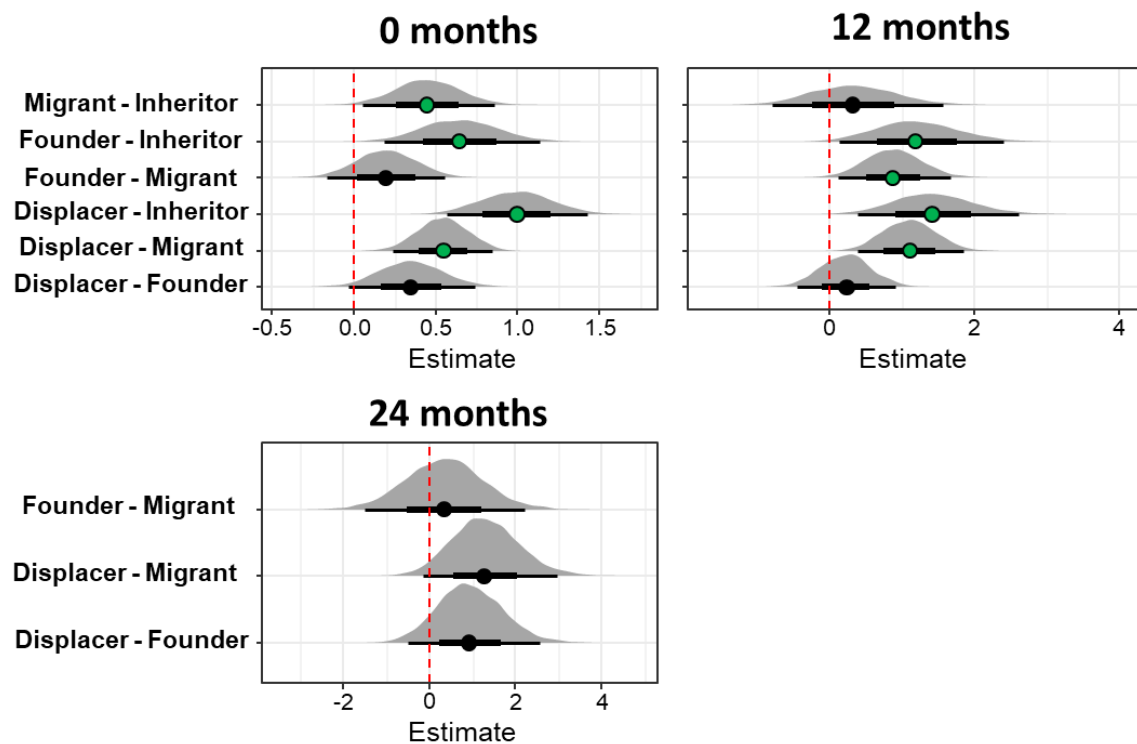 0 months
12 months
Migrant - Inheritor
Founder - Inheritor
Founder - Migrant
Displacer - Inheritor
Displacer - Migrant
Displacer - Founder
-0.5 0.0 0.5 1.0 1.5
0 2 4
Estimate
Estimate
24 months
Founder - Migrant
Displacer - Migrant
Displacer - Founder
-2 0 2 4
Estimate